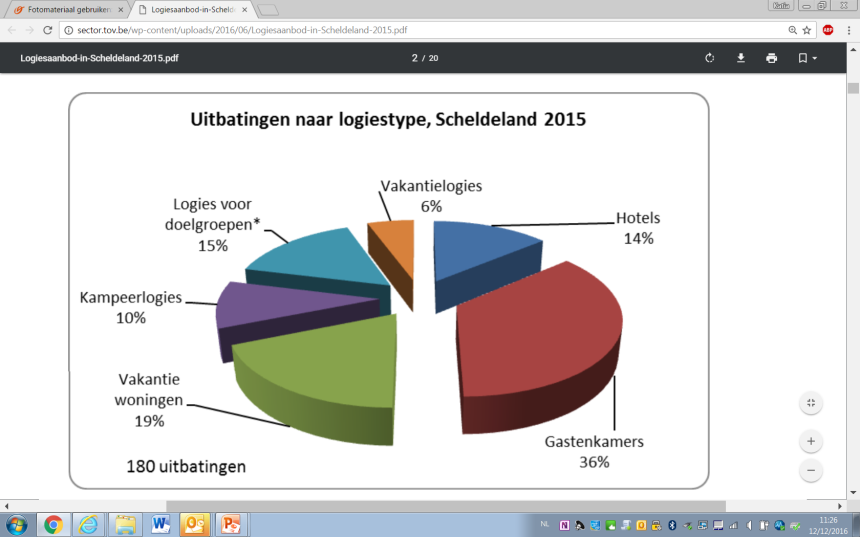 Fotomateriaal gebruiken
Logiesaanbod-in-Scheldel
Katia
sector.tov.be/wp-content/uploads/2016/06/Logiesaanbod-in-Scheldeland-2015.pdf
ABP
Logiesaanbod-in-Scheldeland-2015.pdf
2 / 20
Uitbatingen naar logiestype, Scheldeland 2015
Vakantielogies
6%
Logies voor
doelgroepen*
15%
Hotels
14%
Kampeerlogies
10%
Vakantie
woningen
19%
Gastenkamers
36%
180 uitbatingen
NL
11:26
12/12/2016